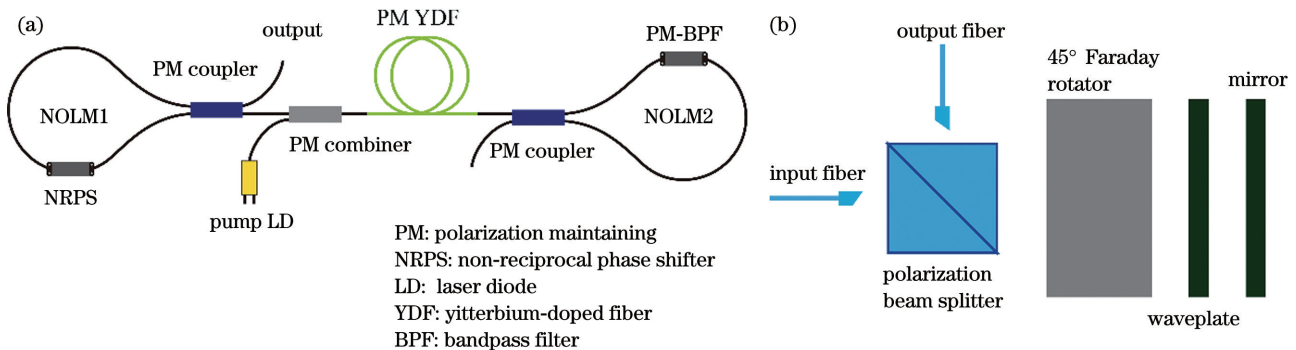 (a)
output
PM YDF
PM-BPF
PM coupler
NOLM1
NOLM2
PM combiner
PM coupler
NRPS
pump LD
PM: polarization maintaining
NRPS: non-reciprocal phase shifter
LD: laser diode
YDF: yitterbium-doped fiber
BPF: bandpass filter
(b)
output fiber
45° Faraday
rotator
mirror
input fiber
polarization
beam splitter
waveplate